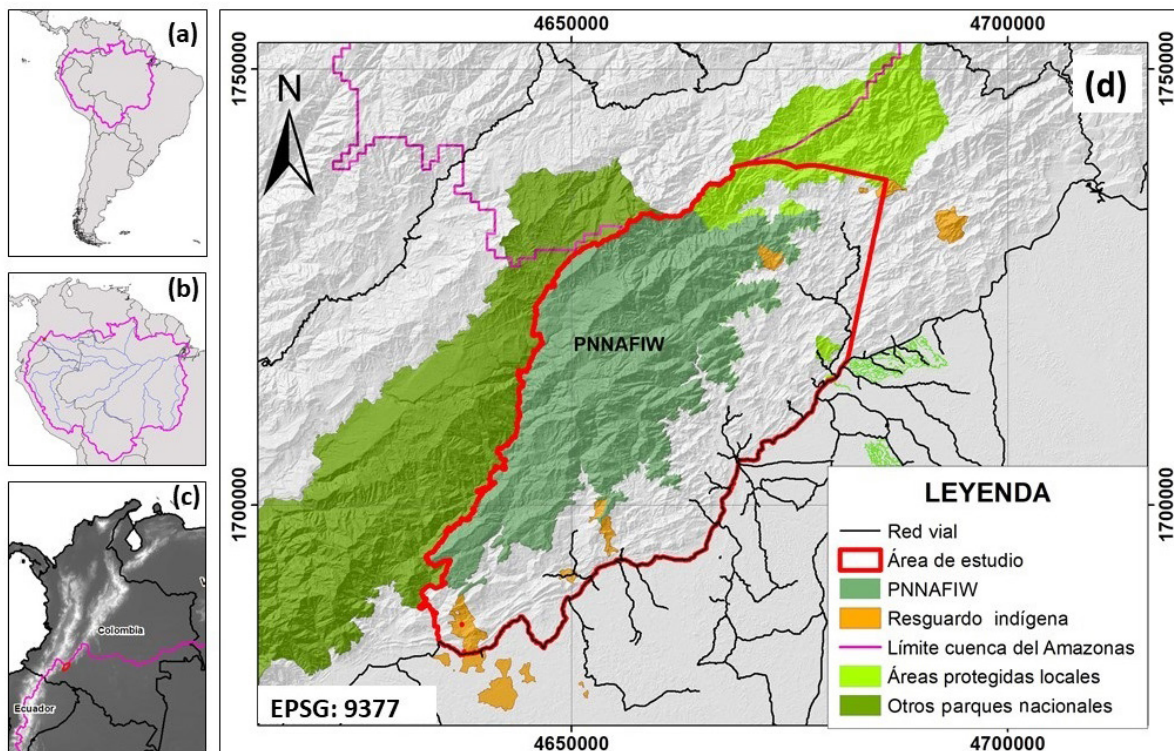 (a)
(b)
(c)
Colombia
Ecuador
4650000
4700000
1750000
1750000
N
(d)
PNNAFIW
1700000
1700000
LEYENDA
Red vial
Área de estudio
PNNAFIW
Resguardo indígena
Límite cuenca del Amazonas
Áreas protegidas locales
Otros parques nacionales
EPSG: 9377
4650000
4700000